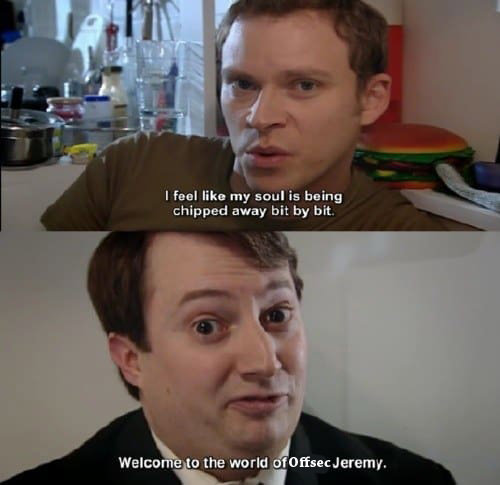 I feel like my soul is being
chipped away bit by bit.
Welcome to the world of Offsec Jeremy.